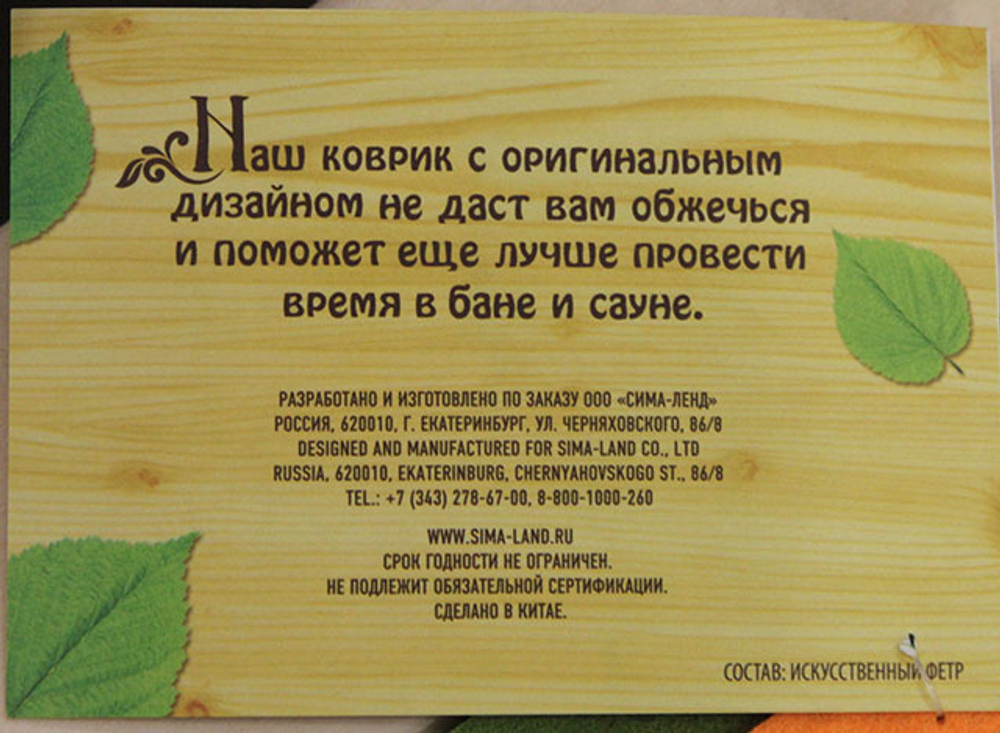 Наш коврик с оригинальным
дизайном не даст вам обжечься
и поможет еще лучше провести
время в бане и сауне.
РАЗРАБОТАНО И ИЗГОТОВЛЕНО ПО ЗАКАЗУ ООО «СИМА-ЛЕНД»
РОССИЯ, 620010, Г. ЕКАТЕРИНБУРГ, УЛ. ЧЕРНЯХОВСКОГО, 86/8
DESIGNED AND MANUFACTURED FOR SIMA-LAND CO., LTD
RUSSIA, 620010, EKATERINBURG, CHERNYAHOVSKOGO ST., 86/8
TEL.: +7 (343) 278-67-00, 8-800-1000-260
WWW.SIMA-LAND.RU
СРОК ГОДНОСТИ НЕ ОГРАНИЧЕН.
НЕ ПОДЛЕЖИТ ОБЯЗАТЕЛЬНОЙ СЕРТИФИКАЦИИ.
СДЕЛАНО В КИТАЕ.
СОСТАВ: ИСКУССТВЕННЫЙ ФЕТР